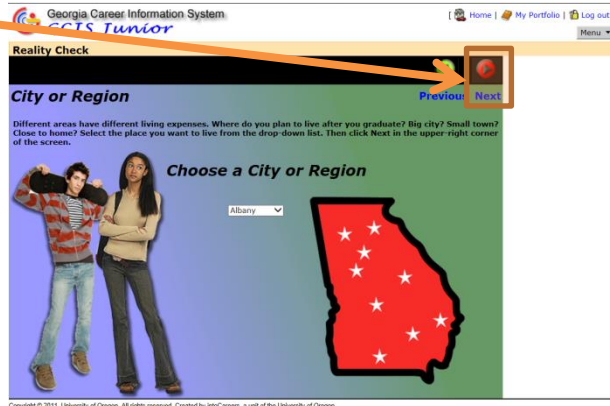 Georgia Career Information System
[ Home | My Portfolio | Log out
GCIS Junior
Menu
Reality Check
City or Region
Previous Next
Different areas have different living expenses. Where do you plan to live after you graduate? Big city? Small town?
Close to home? Select the place you want to live from the drop-down list. Then click Next in the upper-right corner
of the screen.
Choose a City or Region
Albany
Copyright © 2011 University of Oregon. All rights reserved. Created by intoCareers, a unit of the University of Oregon.